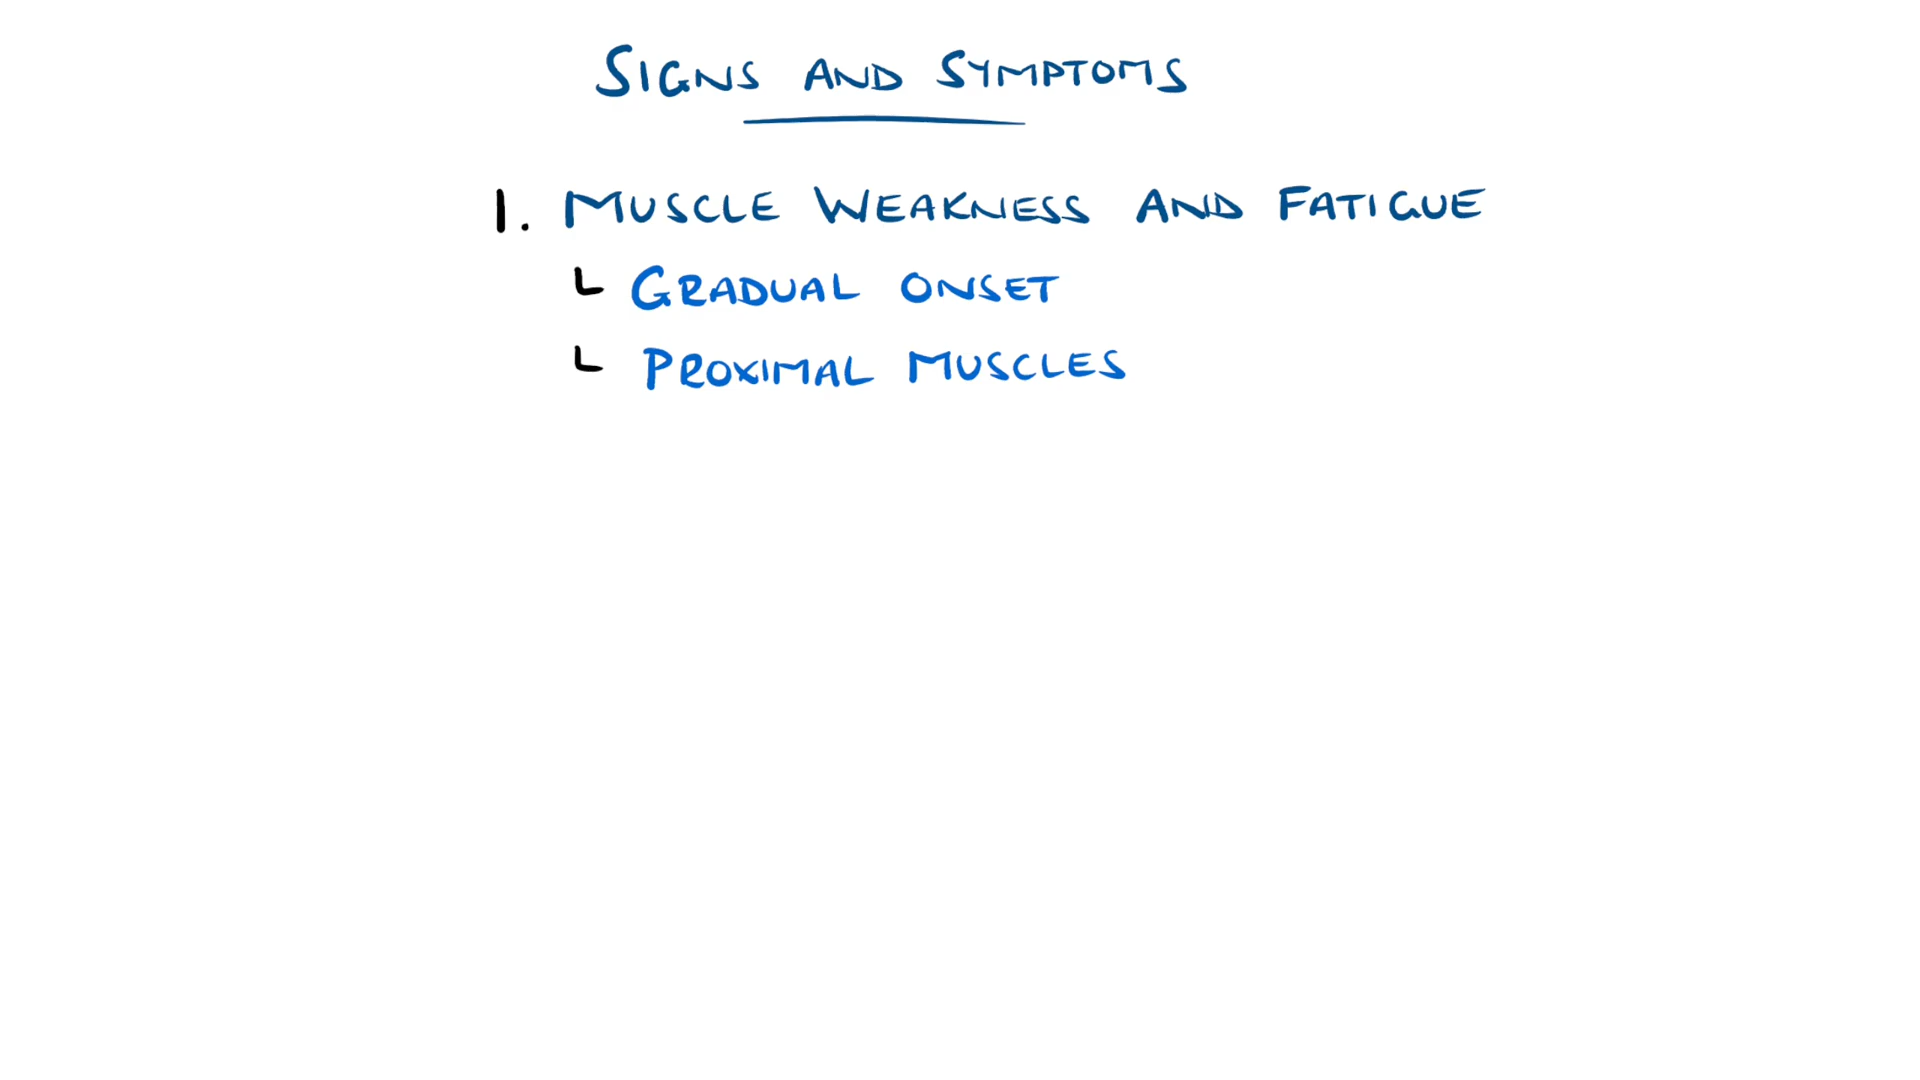 SIGNS AND SYMPTOMS
1. MUSCLE WEAKNESS AND FATIGUE
GRADUAL ONSET
PROXIMAL MUSCLES